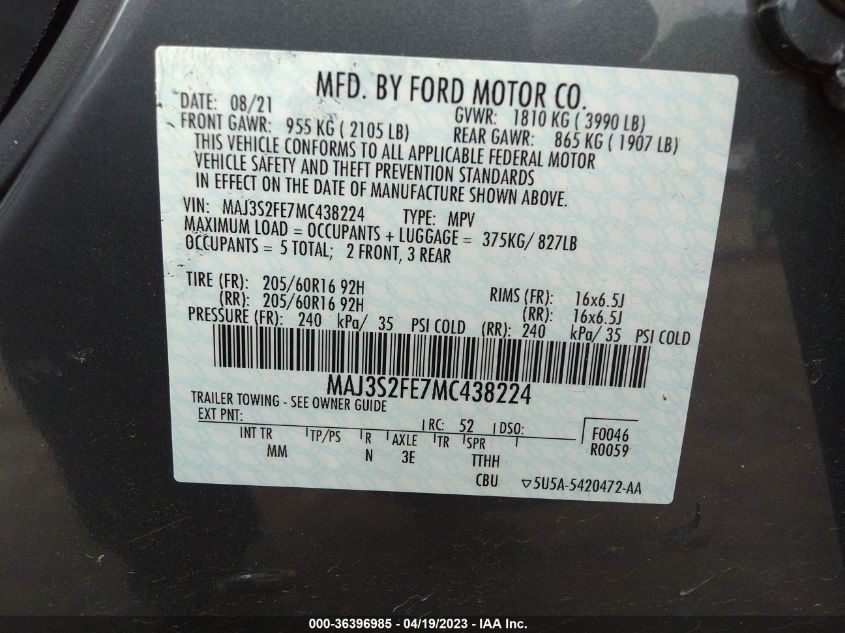 MFD. BY FORD MOTOR CO.
DATE: 08/21 GVWR: 1810 KG ( 3990 LB)
FRONT GAWR: 955 KG ( 2105 LB) REAR GAWR: 865 KG ( 1907 LB)
THIS VEHICLE CONFORMS TO ALL APPLICABLE FEDERAL MOTOR
VEHICLE SAFETY AND THEFT PREVENTION STANDARDS
IN EFFECT ON THE DATE OF MANUFACTURE SHOWN ABOVE.
VIN: MAJ3S2FE7MC438224 TYPE: MPV
MAXIMUM LOAD = OCCUPANTS + LUGGAGE = 375KG/ 827LB
OCCUPANTS = 5 TOTAL; 2 FRONT, 3 REAR
TIRE (FR): 205/60R16 92H RIMS (FR): 16x6.5J
(RR): 205/60R16 92H (RR): 16x6.5J
PRESSURE (FR): 240 kPa/ 35 PSI COLD (RR): 240 kPa/ 35 PSI COLD
MAJ3S2FE7MC438224
TRAILER TOWING - SEE OWNER GUIDE
EXT PNT: RC: 52 DSO: F0046
R0059
INT TR TP/PS R AXLE TR SPR
MM N 3E TTHH
CBU ▽5U5A-5420472-AA
000-36396985 - 04/19/2023 - IAA Inc.